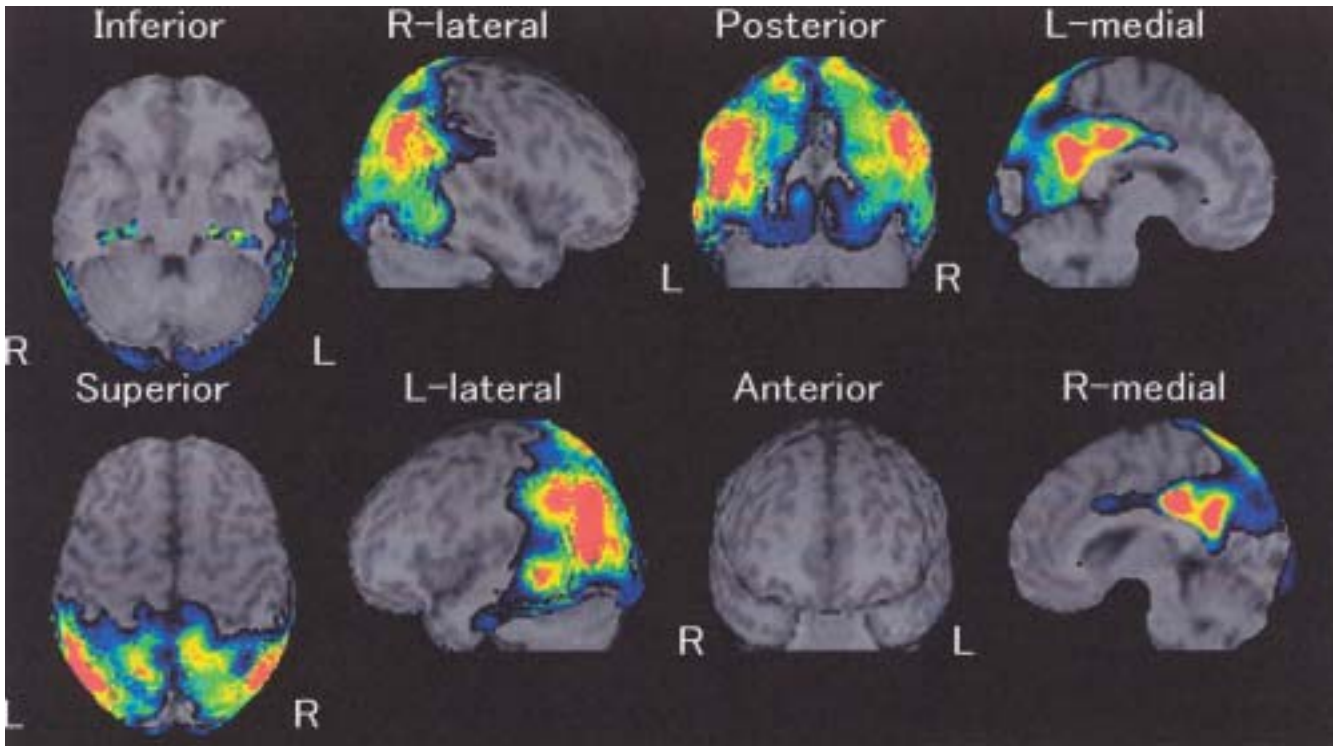 Inferior R-lateral Posterior L-medial
L R
R L
Superior L-lateral Anterior R-medial
R L
L R